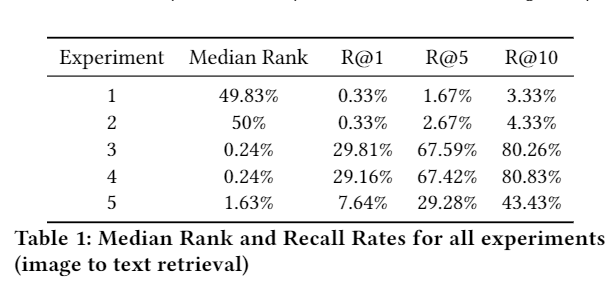 Experiment Median Rank R@1 R@5 R@10
1 49.83% 0.33% 1.67% 3.33%
2 50% 0.33% 2.67% 4.33%
3 0.24% 29.81% 67.59% 80.26%
4 0.24% 29.16% 67.42% 80.83%
5 1.63% 7.64% 29.28% 43.43%
Table 1: Median Rank and Recall Rates for all experiments
(image to text retrieval)